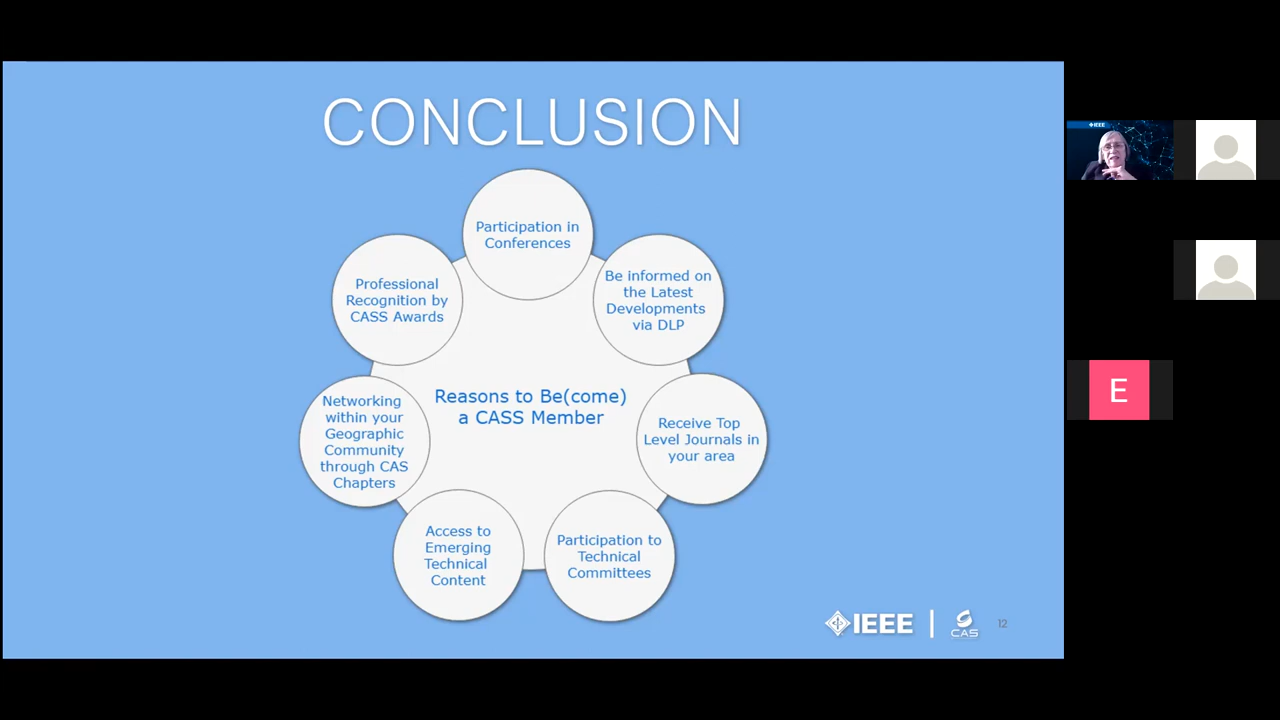 CONCLUSION
Participation in
Conferences
Be informed on
the Latest
Developments
via DLP
Receive Top
Level Journals in
your area
Participation to
Technical
Committees
Access to
Emerging
Technical
Content
Networking
within your
Geographic
Community
through CAS
Chapters
Professional
Recognition by
CASS Awards
Reasons to Be(come)
a CASS Member
IEEE
CAS
12
IEEE
E